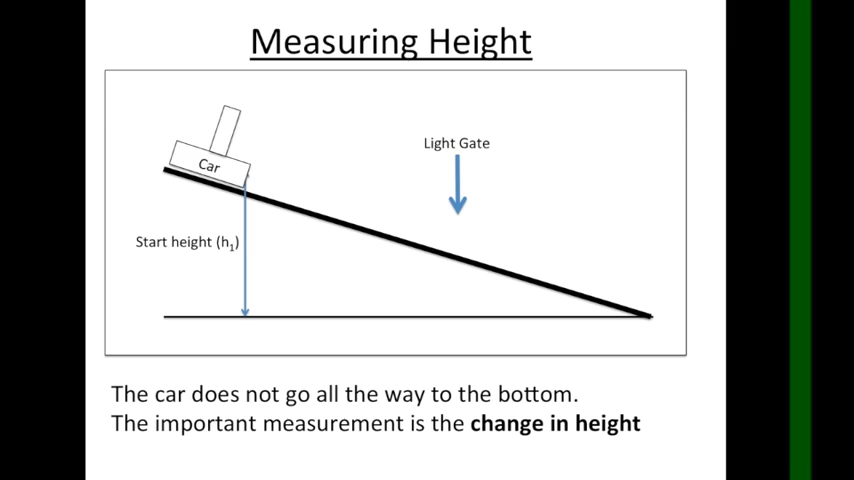 Measuring Height
Car
Light Gate
Start height (h₁)
The car does not go all the way to the bottom.
The important measurement is the change in height